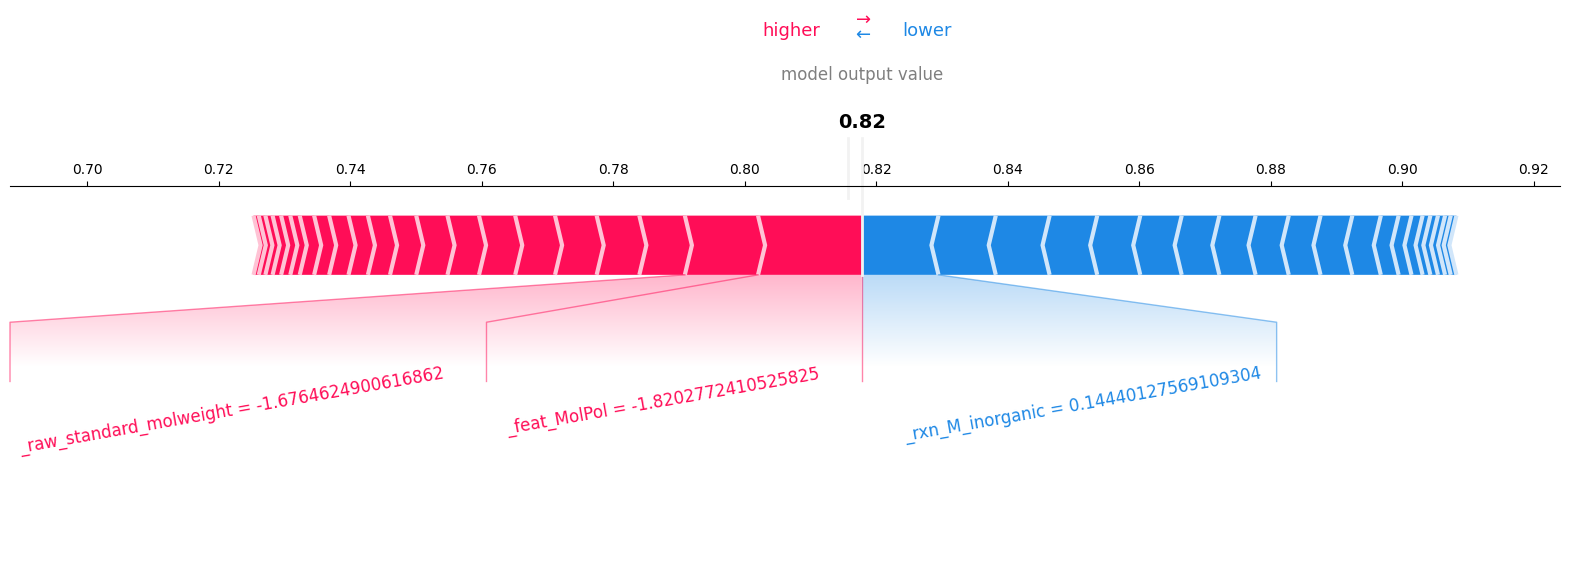 higher → ← lower
model output value
0.82
0.70 0.72 0.74 0.76 0.78 0.80 0.82 0.84 0.86 0.88 0.90 0.92
_raw_standard_molweight = -1.6764624900616862
_feat_MolPol = -1.8202772410525825
_rxn_M_inorganic = 0.14440127569109304